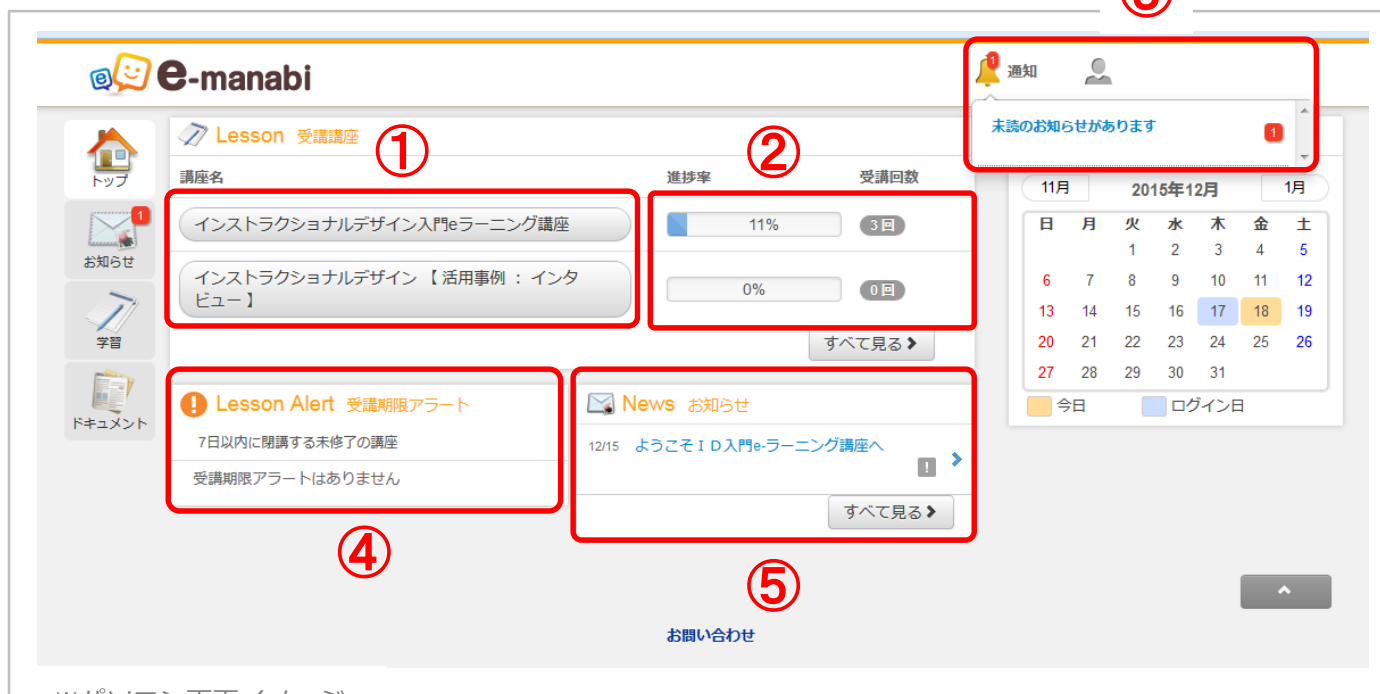 ③
e-manabi
1
通知
未読のお知らせがあります
1
トップ
1
お知らせ
学習
ドキュメント
Lesson 受講講座
①
②
講座名 進捗率 受講回数
インストラクショナルデザイン入門eラーニング講座
11%
3回
インストラクショナルデザイン 【 活用事例 : インタ
ビュー 】
0%
0回
すべて見る
Lesson Alert 受講期限アラート
7日以内に閉講する未修了の講座
受講期限アラートはありません
④
News お知らせ
12/15 ようこそＩＤ入門e-ラーニング講座へ
!
すべて見る
⑤
11月 2015年12月 1月
日 月 火 水 木 金 土
1 2 3 4 5
6 7 8 9 10 11 12
13 14 15 16 17 18 19
20 21 22 23 24 25 26
27 28 29 30 31
今日 ログイン日
お問い合わせ
※パソコン画面イメージ